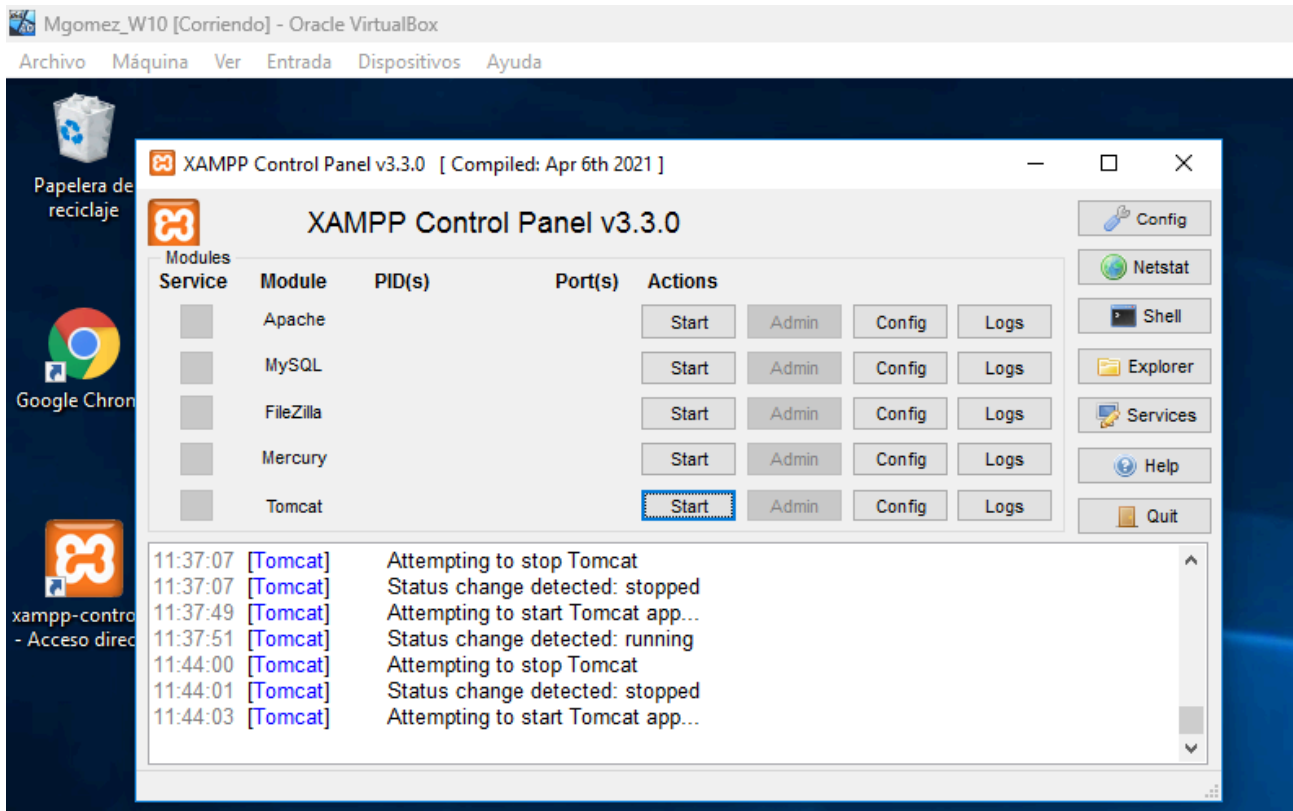 Mgomez_W10 [Corriendo] - Oracle VirtualBox
Archivo Máquina Ver Entrada Dispositivos Ayuda
Papelera de
reciclaje
Google Chron
xampp-contro
- Acceso direc
XAMPP Control Panel v3.3.0 [ Compiled: Apr 6th 2021 ]
XAMPP Control Panel v3.3.0
Modules
Service Module PID(s) Port(s) Actions
Apache Start Admin Config Logs
MySQL Start Admin Config Logs
FileZilla Start Admin Config Logs
Mercury Start Admin Config Logs
Tomcat Start Admin Config Logs
Config
Netstat
Shell
Explorer
Services
Help
Quit
11:37:07 [Tomcat] Attempting to stop Tomcat
11:37:07 [Tomcat] Status change detected: stopped
11:37:49 [Tomcat] Attempting to start Tomcat app...
11:37:51 [Tomcat] Status change detected: running
11:44:00 [Tomcat] Attempting to stop Tomcat
11:44:01 [Tomcat] Status change detected: stopped
11:44:03 [Tomcat] Attempting to start Tomcat app...